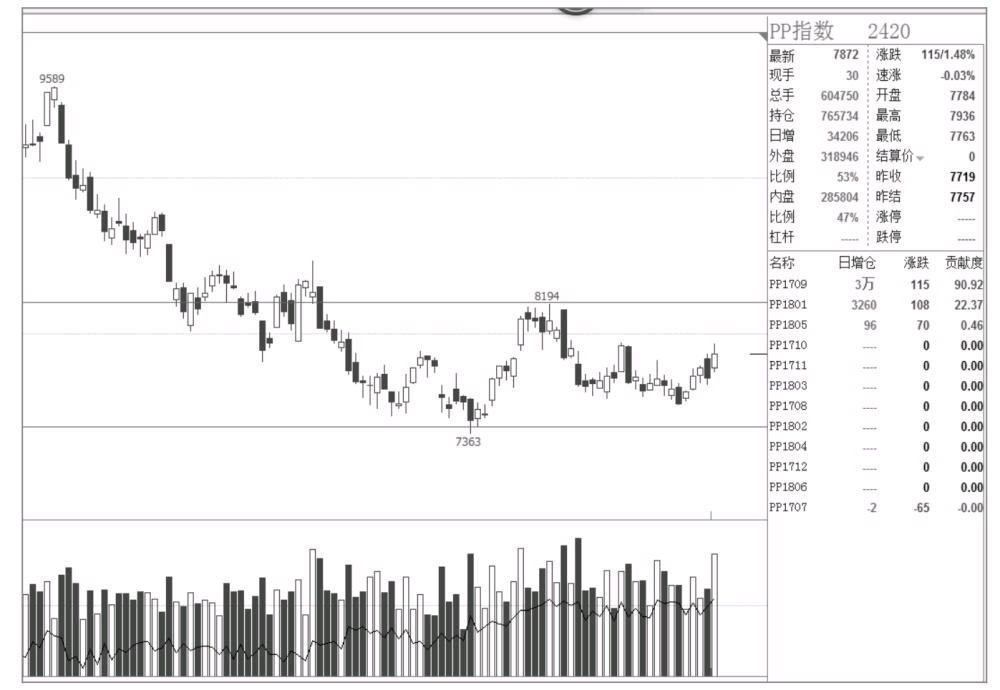 PP指数 2420
9589
8194
7363
最新 7872 涨跌 115/1.48%
现手 30 速涨 -0.03%
总手 604750 开盘 7784
持仓 765734 最高 7936
日增 34206 最低 7763
外盘 318946 结算价 0
比例 53% 昨收 7719
内盘 285804 昨结 7757
比例 47% 涨停 -----
杠杆 ----- 跌停 -----
名称 日增仓 涨跌 贡献度
PP1709 3万 115 90.92
PP1801 3260 108 22.37
PP1805 96 70 0.46
PP1710 ---- 0 0.00
PP1711 ---- 0 0.00
PP1803 ---- 0 0.00
PP1708 ---- 0 0.00
PP1802 ---- 0 0.00
PP1804 ---- 0 0.00
PP1712 ---- 0 0.00
PP1806 ---- 0 0.00
PP1707 -2 -65 -0.00